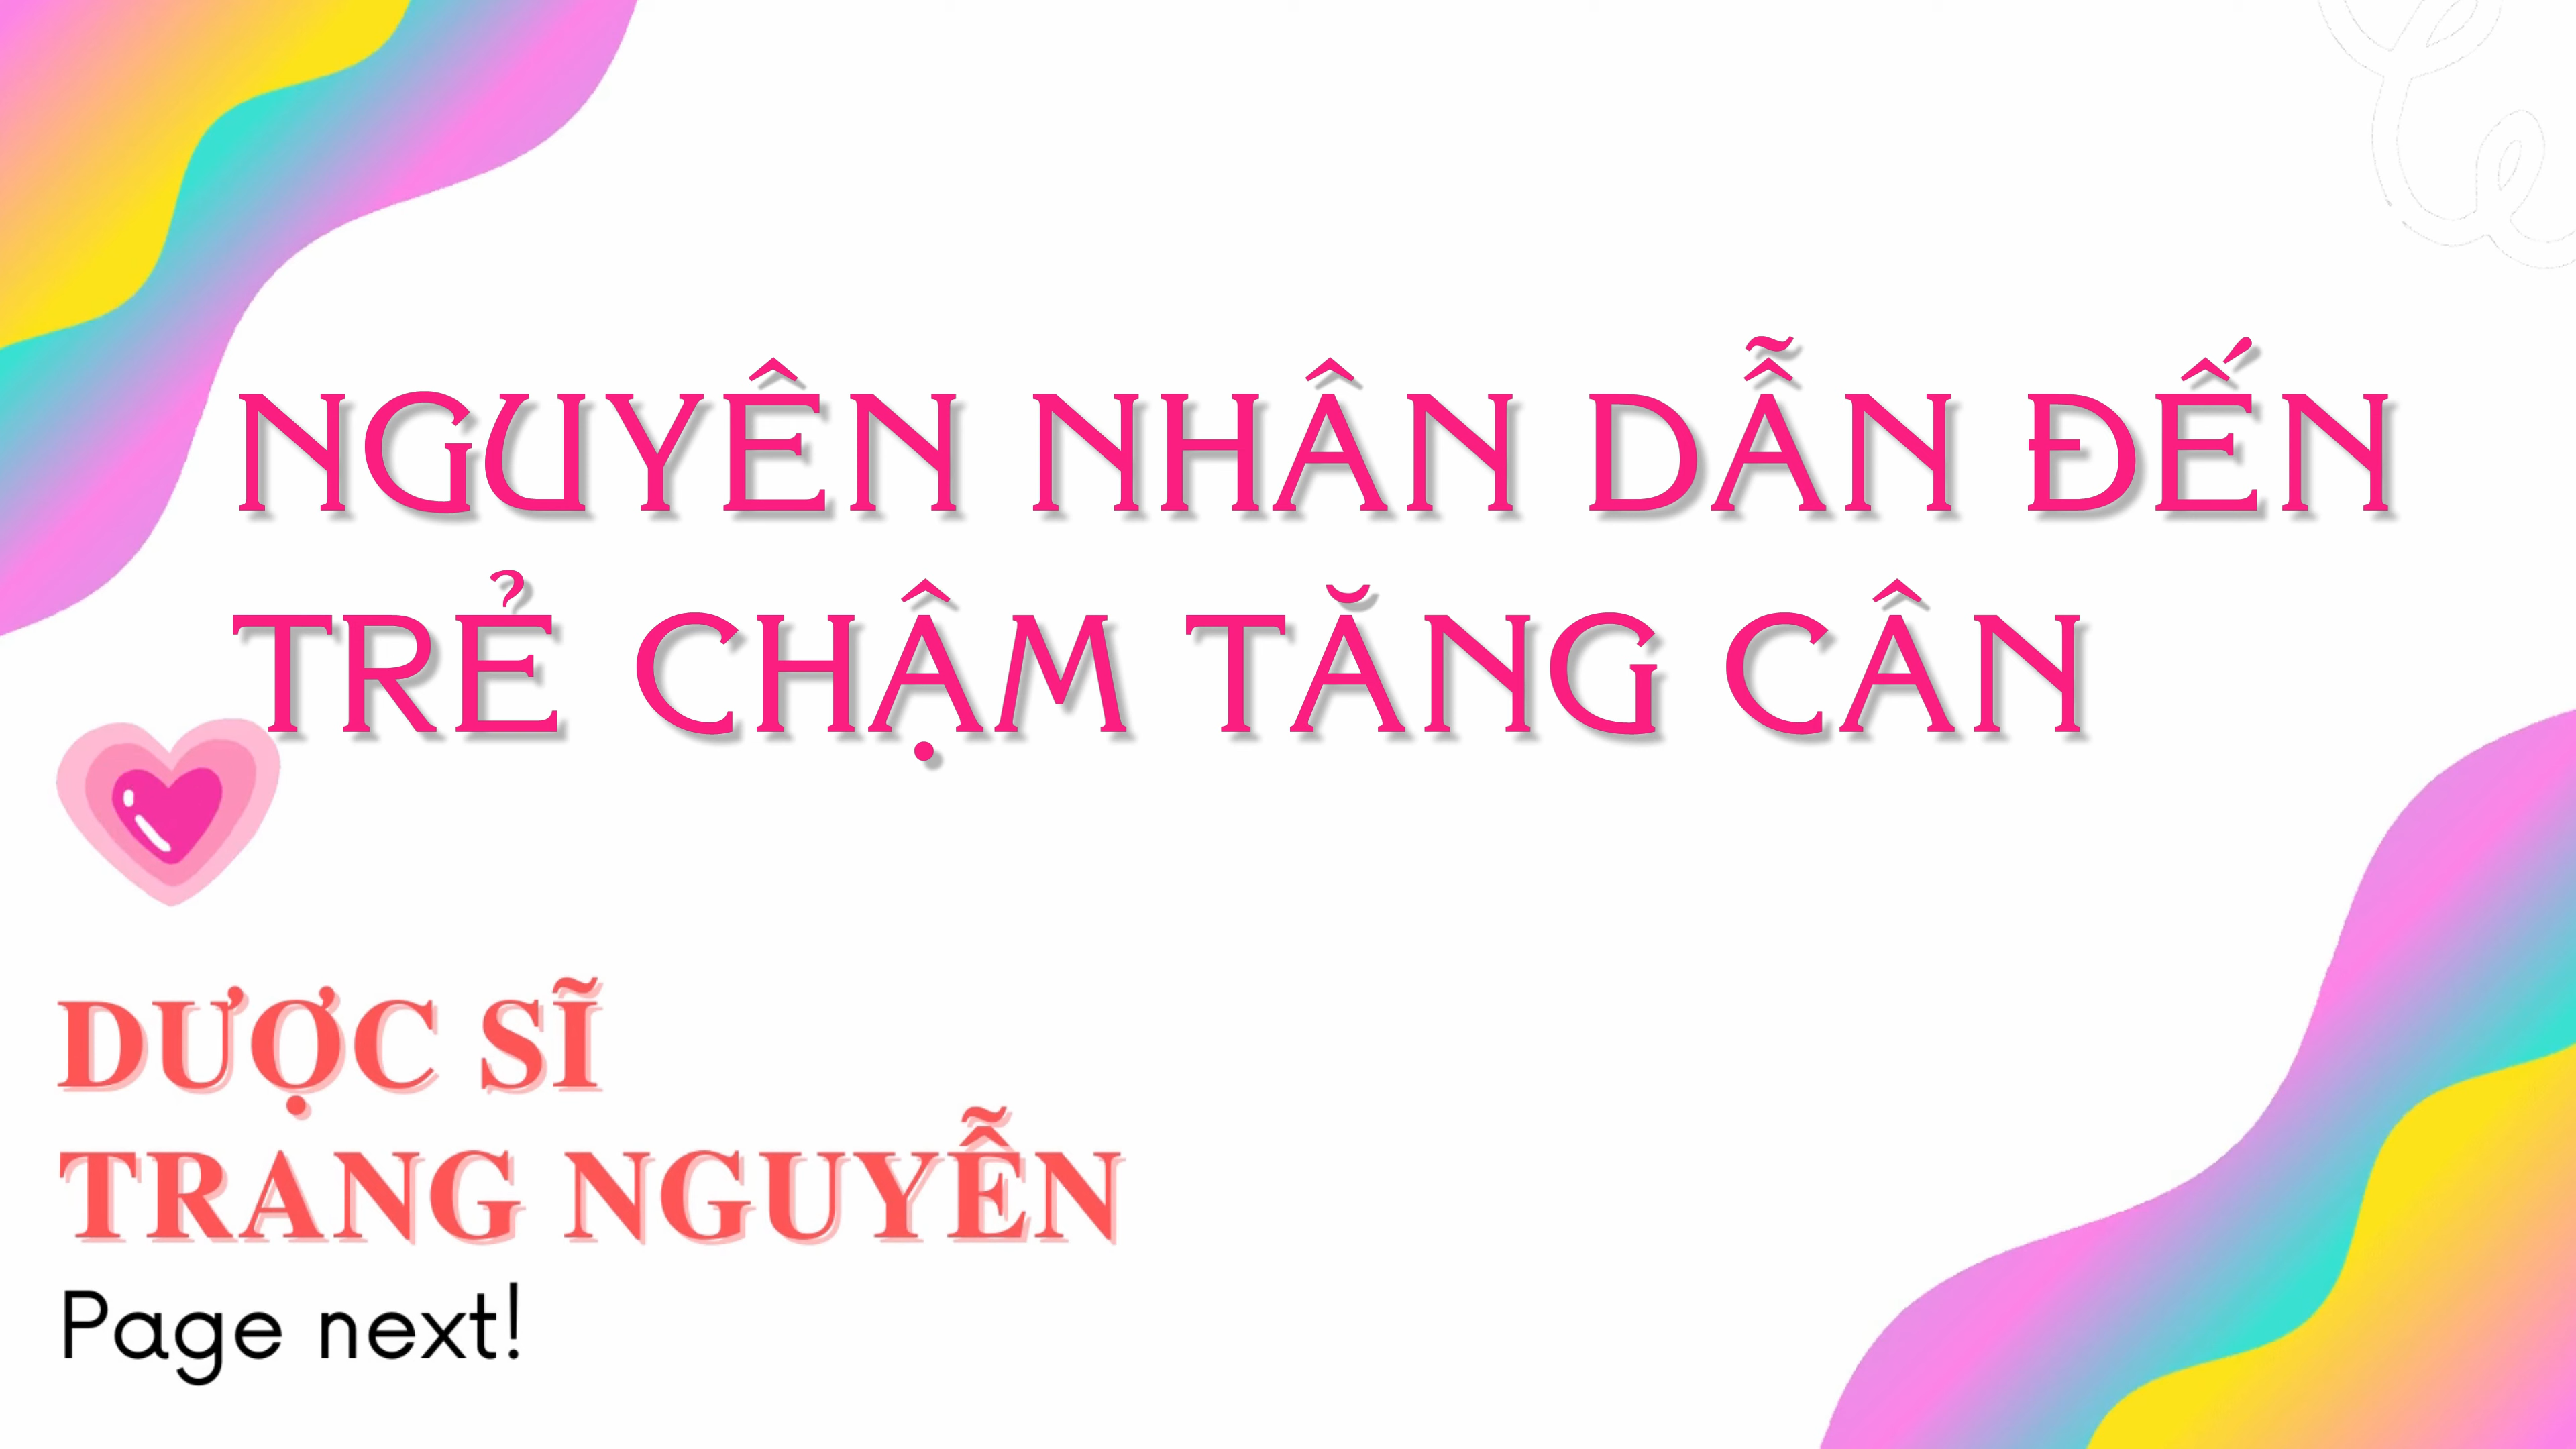 NGUYÊN NHÂN DẪN ĐẾN
TRẺ CHẬM TĂNG CÂN
DƯỢC SĨ
TRANG NGUYỄN
Page next!